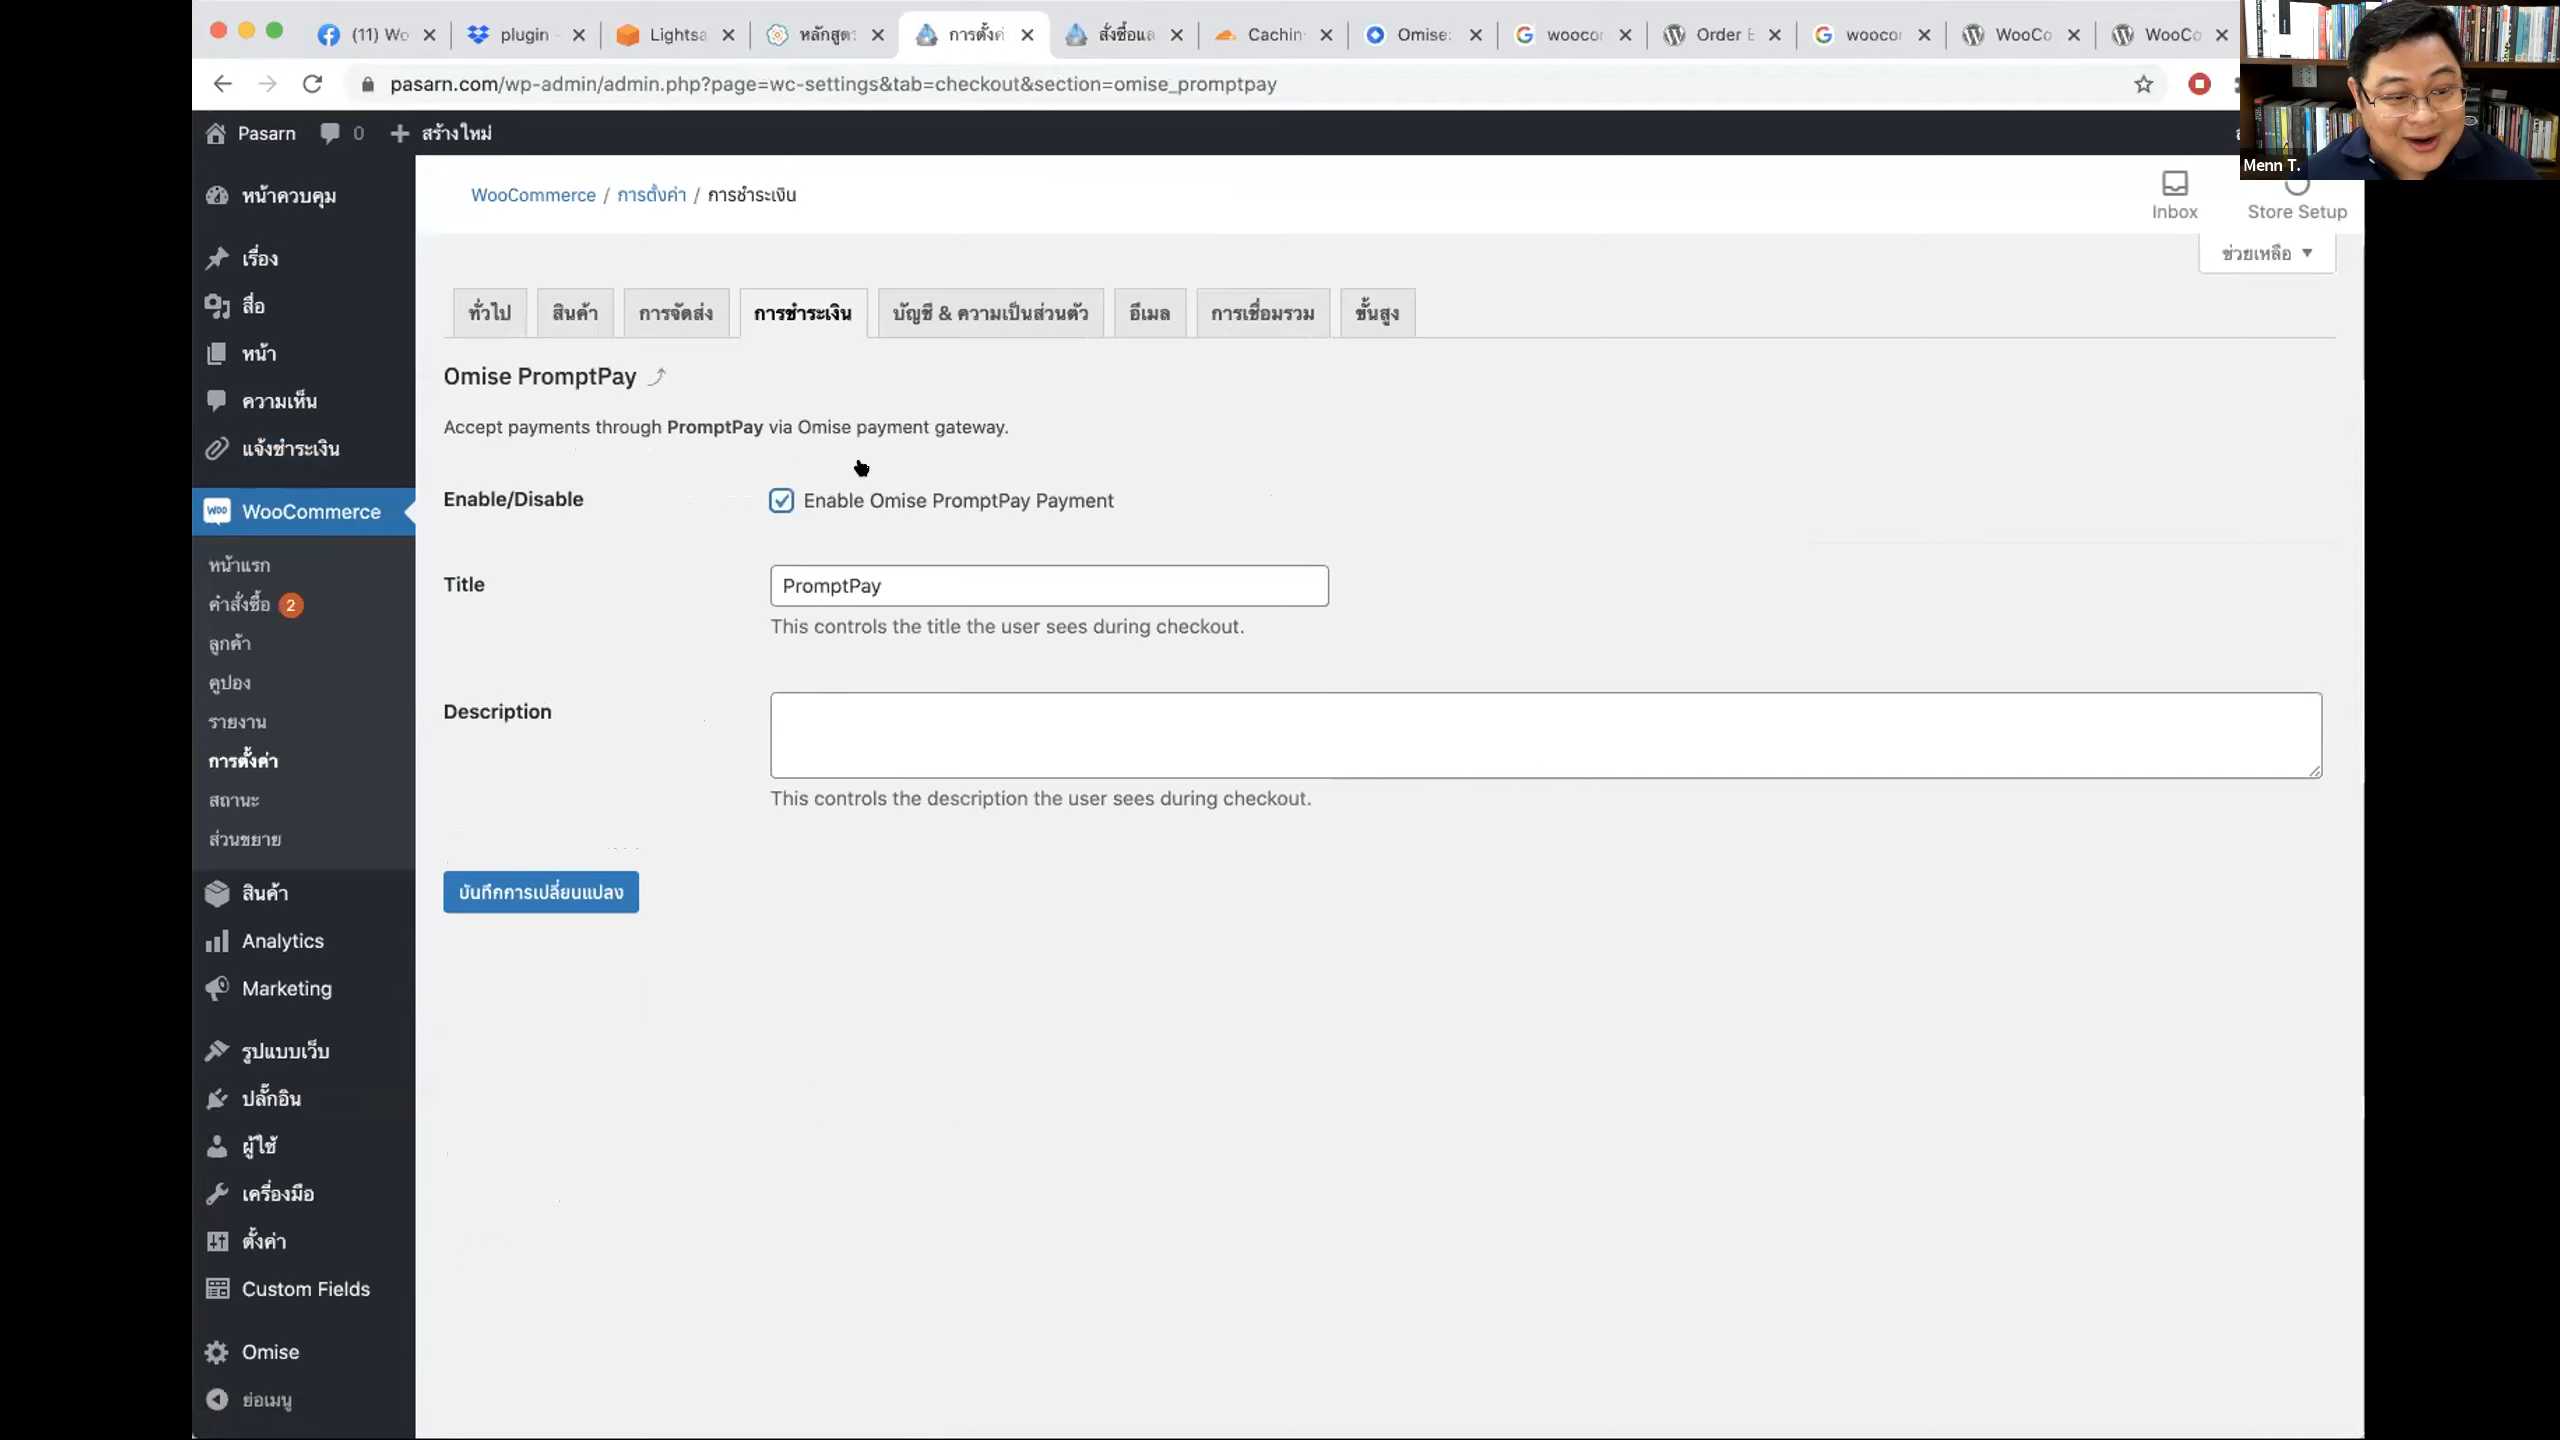 (11) Wo
plugin
Lightsa
หลักสูตร
การตั้งค่
สั่งซื้อแล
Cachin
Omise:
woocor
Order E
woocor
WooCo
WooCo
pasarn.com/wp-admin/admin.php?page=wc-settings&tab=checkout&section=omise_promptpay
Pasarn 0 + สร้างใหม่
Menn T.
หน้าควบคุม
เรื่อง
สื่อ
หน้า
ความเห็น
แจ้งชำระเงิน
WooCommerce
หน้าแรก
คำสั่งซื้อ 2
ลูกค้า
คูปอง
รายงาน
การตั้งค่า
สถานะ
ส่วนขยาย
สินค้า
Analytics
Marketing
รูปแบบเว็บ
ปลั๊กอิน
ผู้ใช้
เครื่องมือ
ตั้งค่า
Custom Fields
Omise
ย่อเมนู
WooCommerce / การตั้งค่า / การชำระเงิน
Inbox
Store Setup
ช่วยเหลือ
ทั่วไป สินค้า การจัดส่ง การชำระเงิน บัญชี & ความเป็นส่วนตัว อีเมล การเชื่อมรวม ขั้นสูง
Omise PromptPay
Accept payments through PromptPay via Omise payment gateway.
Enable/Disable
Enable Omise PromptPay Payment
Title
PromptPay
This controls the title the user sees during checkout.
Description
This controls the description the user sees during checkout.
บันทึกการเปลี่ยนแปลง